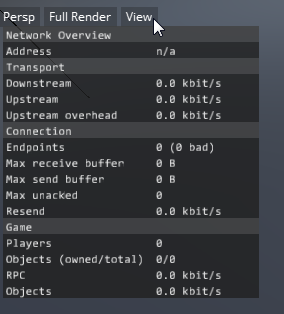 Persp Full Render View
Network Overview
Address n/a
Transport
Downstream 0.0 kbit/s
Upstream 0.0 kbit/s
Upstream overhead 0.0 kbit/s
Connection
Endpoints 0 (0 bad)
Max receive buffer 0 B
Max send buffer 0 B
Max unacked 0
Resend 0.0 kbit/s
Game
Players 0
Objects (owned/total) 0/0
RPC 0.0 kbit/s
Objects 0.0 kbit/s